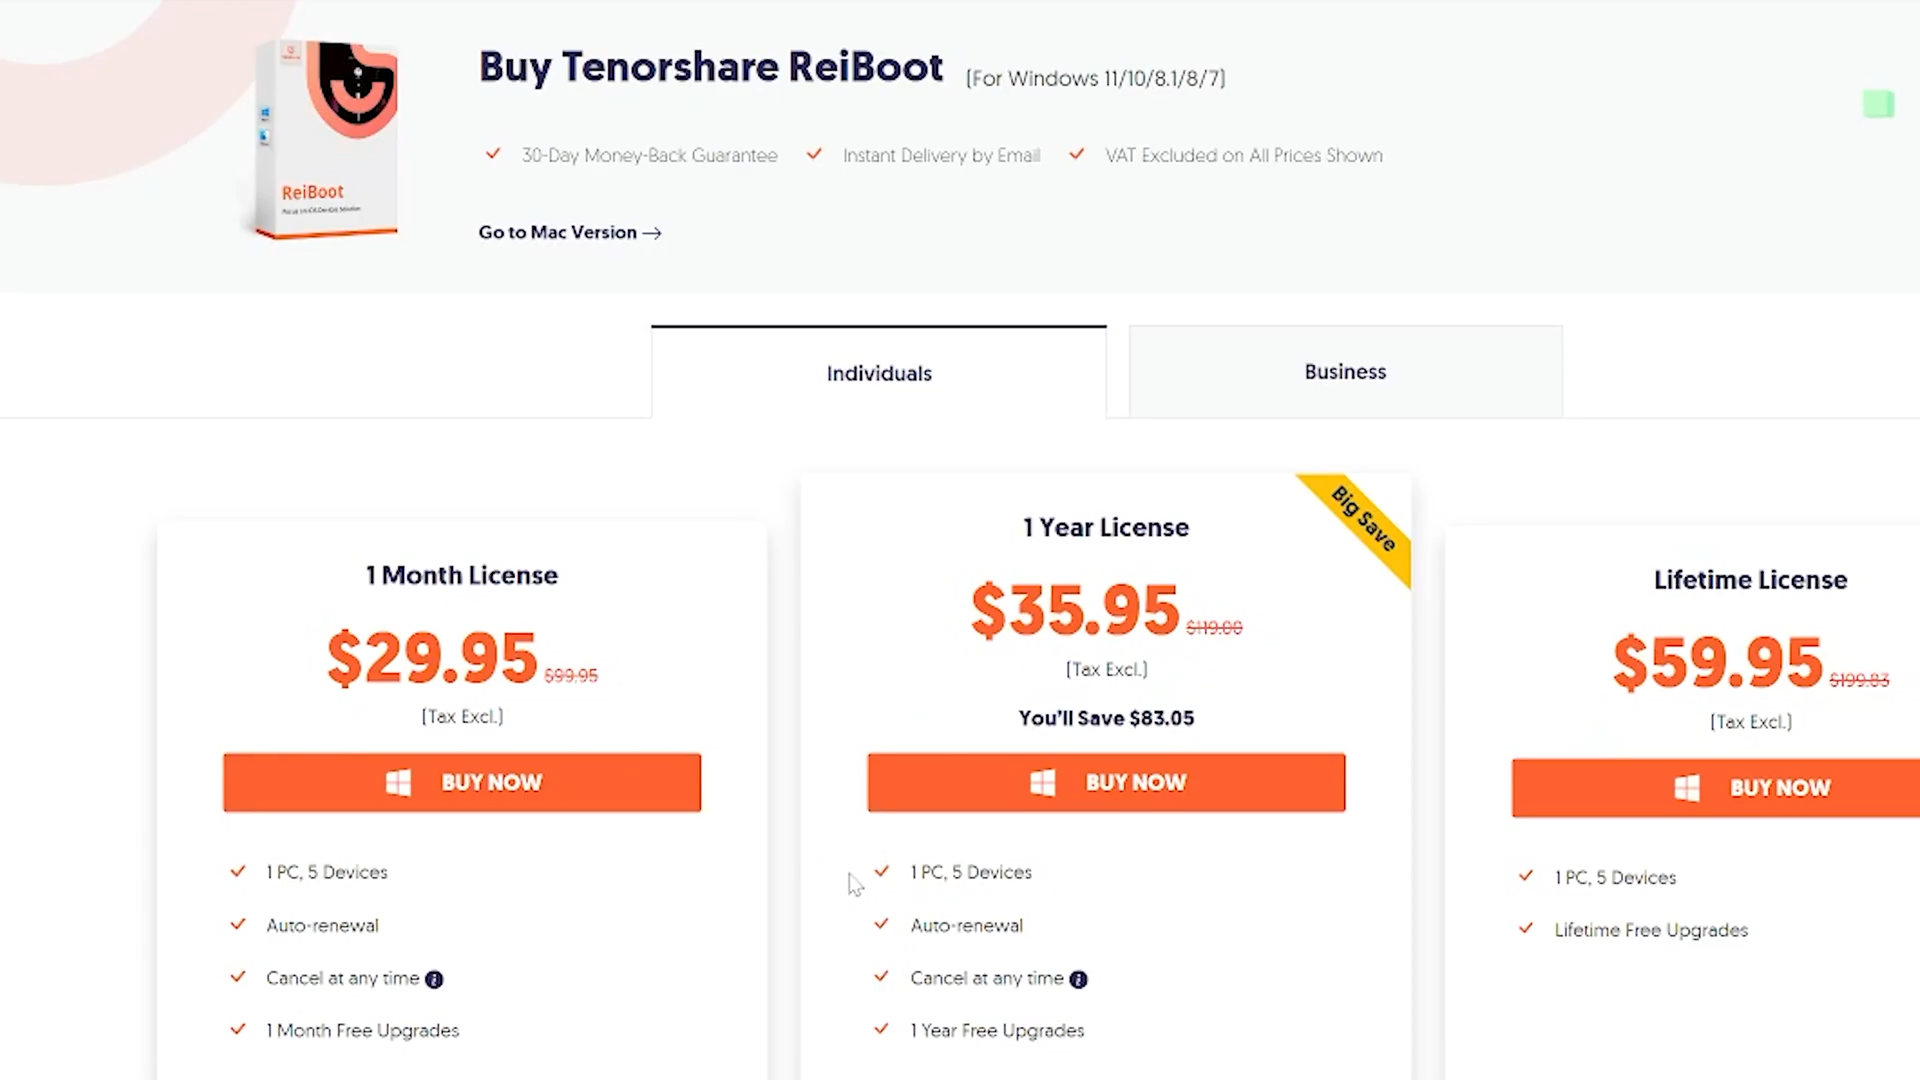 Buy Tenorshare ReiBoot [For Windows 11/10/8.1/8/7]
30-Day Money-Back Guarantee Instant Delivery by Email VAT Excluded on All Prices Shown
ReiBoot
Go to Mac Version
Individuals
Business
1 Month License
$29.95 $99.95
[Tax Excl.]
BUY NOW
1 PC, 5 Devices
Auto-renewal
Cancel at any time
1 Month Free Upgrades
Big Save
1 Year License
$35.95 $119.00
[Tax Excl.]
You'll Save $83.05
BUY NOW
1 PC, 5 Devices
Auto-renewal
Cancel at any time
1 Year Free Upgrades
Lifetime License
$59.95 $199.83
[Tax Excl.]
BUY NOW
1 PC, 5 Devices
Lifetime Free Upgrades